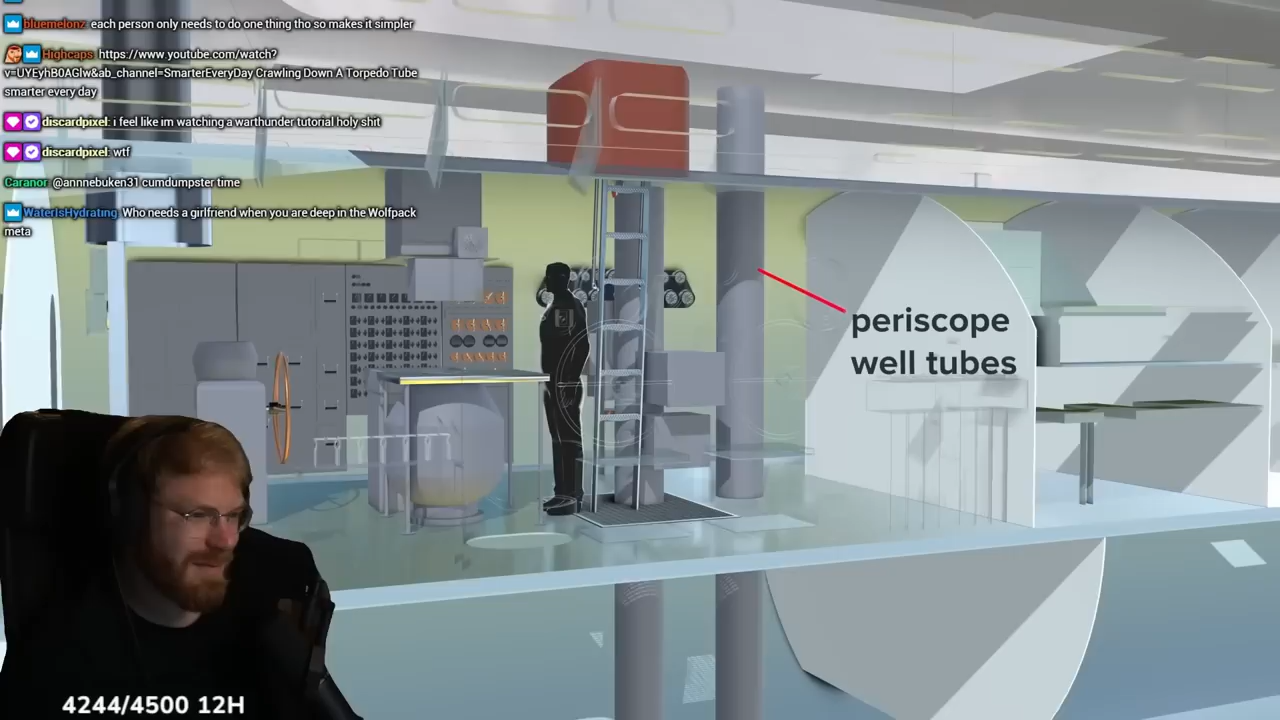 bluemelonz: each person only needs to do one thing tho so makes it simpler
Highcaps: https://www.youtube.com/watch?
v=UYEyhB0AGlw&ab_channel=SmarterEveryDay Crawling Down A Torpedo Tube
smarter every day
discardpixel: i feel like im watching a warthunder tutorial holy shit
discardpixel: wtf
Caranor: @annnebuken31 cumdumpster time
WaterIsHydrating: Who needs a girlfriend when you are deep in the Wolfpack
meta
periscope
well tubes
4244/4500 12H